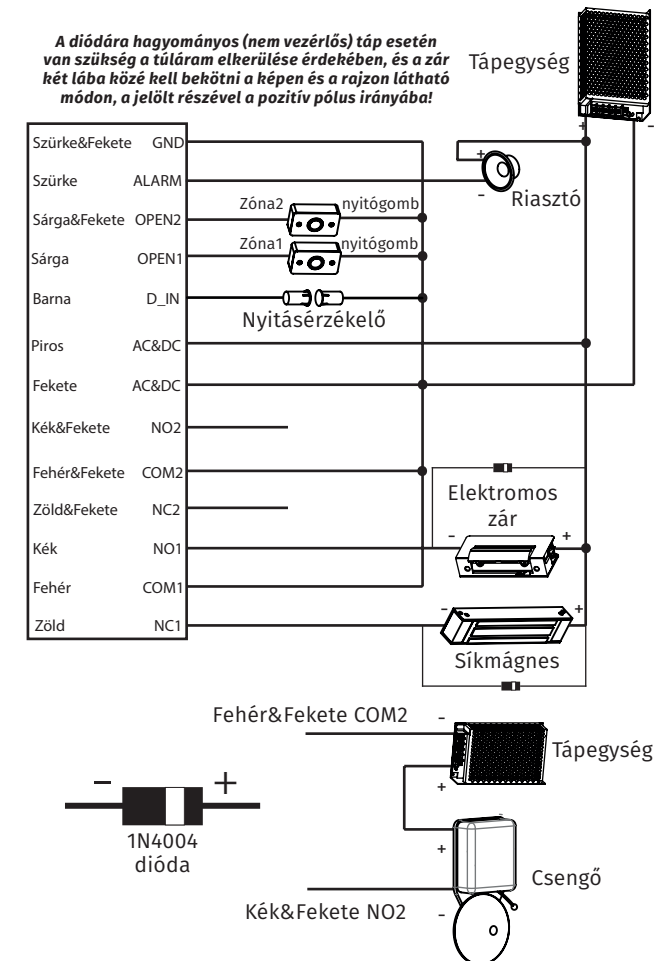 A diódára hagyományos (nem vezérlős) táp esetén
van szükség a túláram elkerülése érdekében, és a zár
két lába közé kell bekötni a képen és a rajzon látható
módon, a jelölt részével a pozitív pólus irányába!
Tápegység
+ -
Szürke&Fekete GND
Szürke ALARM
+
-
Riasztó
Sárga&Fekete OPEN2
Zóna2 nyitógomb
Sárga OPEN1
Zóna1 nyitógomb
Barna D_IN
Nyitásérzékelő
Piros AC&DC
Fekete AC&DC
Kék&Fekete NO2
Fehér&Fekete COM2
Zöld&Fekete NC2
Elektromos
zár
Kék NO1
- +
Fehér COM1
Zöld NC1
- +
Síkmágnes
Fehér&Fekete COM2 -
Tápegység
+
- +
1N4004
dióda
+
Csengő
Kék&Fekete NO2 -